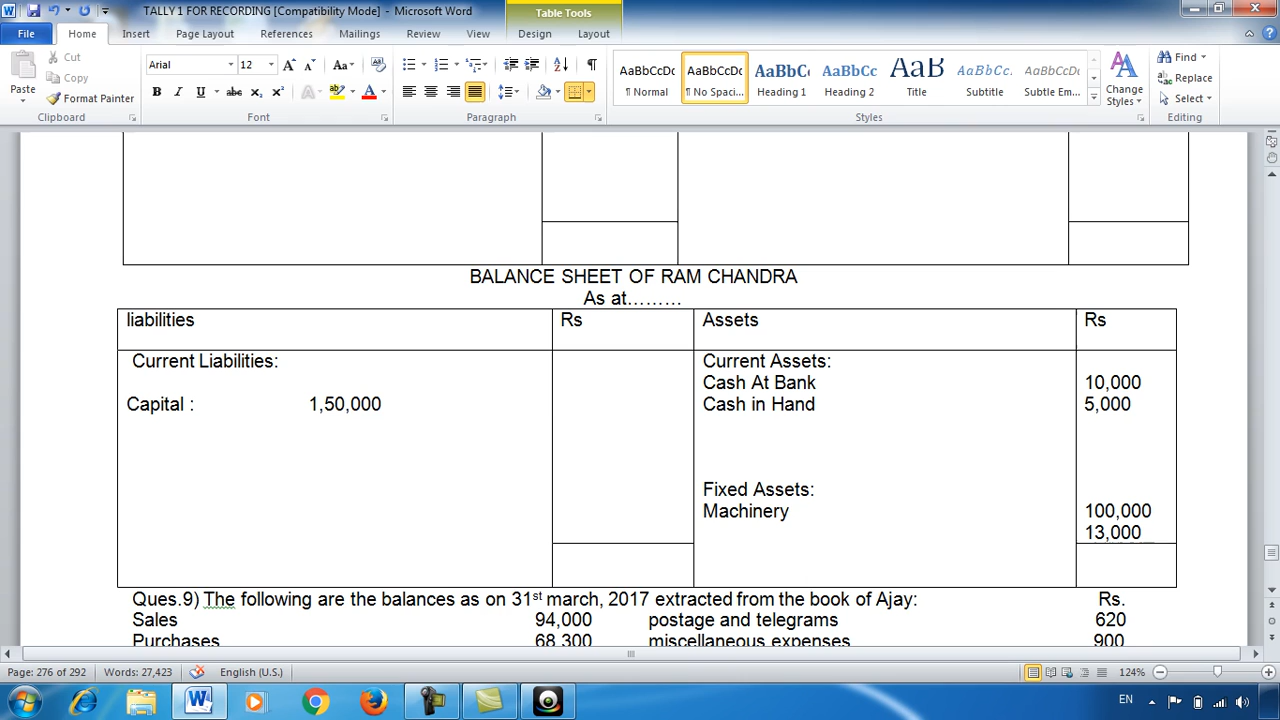 TALLY 1 FOR RECORDING [Compatibility Mode] - Microsoft Word
Table Tools
File Home Insert Page Layout References Mailings Review View Design Layout
Cut
Copy
Format Painter
Paste
Clipboard
Arial 12
Font
Paragraph
AaBbCcDc AaBbCcDc AaBbCc AaBbCc AaB AaBbCc. AaBbCcDc
¶ Normal ¶ No Spaci... Heading 1 Heading 2 Title Subtitle Subtle Em...
Styles
Change Styles
Find
Replace
Select
Editing
BALANCE SHEET OF RAM CHANDRA
As at………
liabilities Rs Assets Rs
Current Liabilities: Current Assets:
Cash At Bank 10,000
Capital : 1,50,000 Cash in Hand 5,000
Fixed Assets:
Machinery 100,000
13,000
Ques.9) The following are the balances as on 31st march, 2017 extracted from the book of Ajay: Rs.
Sales 94,000 postage and telegrams 620
Purchases 68,300 miscellaneous expenses 900
Page: 276 of 292 Words: 27,423 English (U.S.) 124%
EN